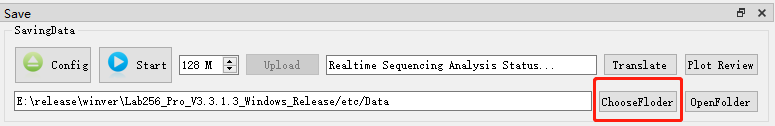 Save
SavingData
Config Start 128 M Upload Realtime Sequencing Analysis Status... Translate Plot Review
E:\release\winver\Lab256_Pro_V3.3.1.3_Windows_Release/etc/Data ChooseFloder OpenFolder